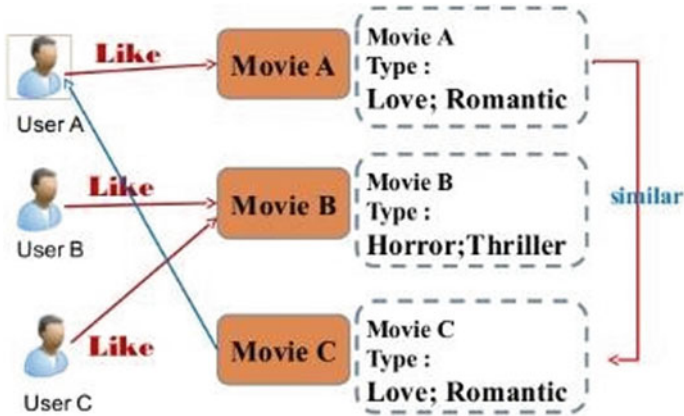 Like
Movie A
Movie A
Type :
Love; Romantic
User A
Like
Movie B
Movie B
Type :
Horror;Thriller
similar
User B
Like
Movie C
Movie C
Type :
Love; Romantic
User C